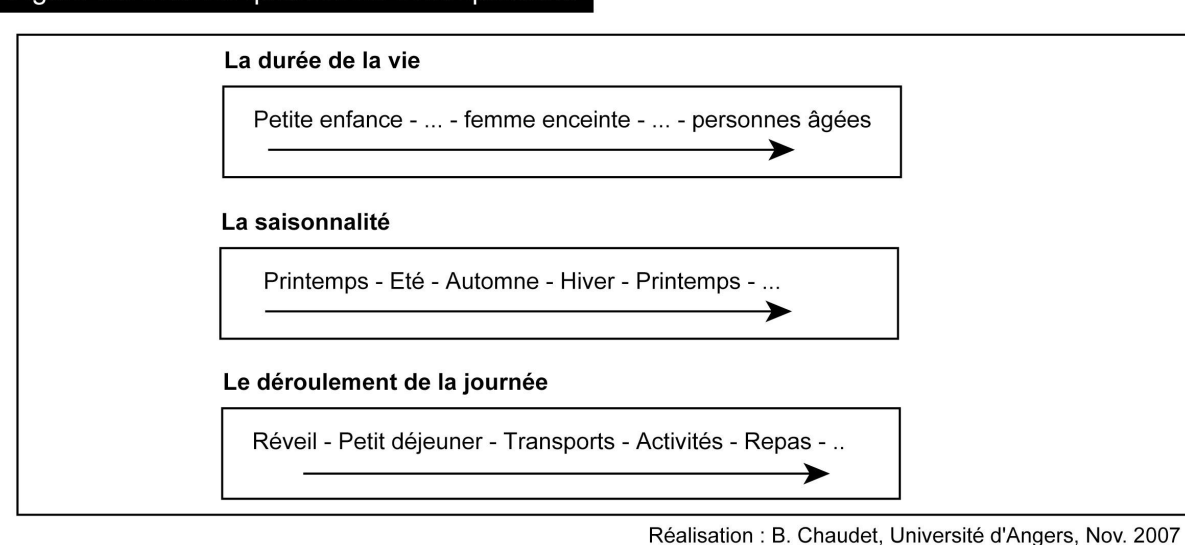 La durée de la vie
Petite enfance - ... - femme enceinte - ... - personnes âgées
La saisonnalité
Printemps - Eté - Automne - Hiver - Printemps - ...
Le déroulement de la journée
Réveil - Petit déjeuner - Transports - Activités - Repas - ..
Réalisation : B. Chaudet, Université d'Angers, Nov. 2007